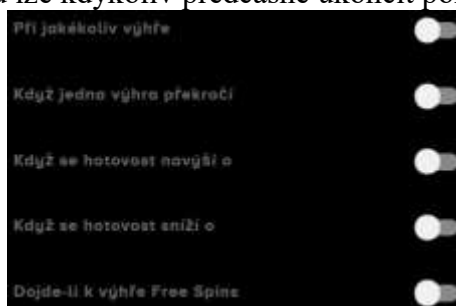 lze kdykoliv předčasně ukončit
Při jakékoliv výhře
Když jedna výhra překročí
Když se hotovost navýší o
Když se hotovost sníží o
Dojde-li k výhře Free Spins